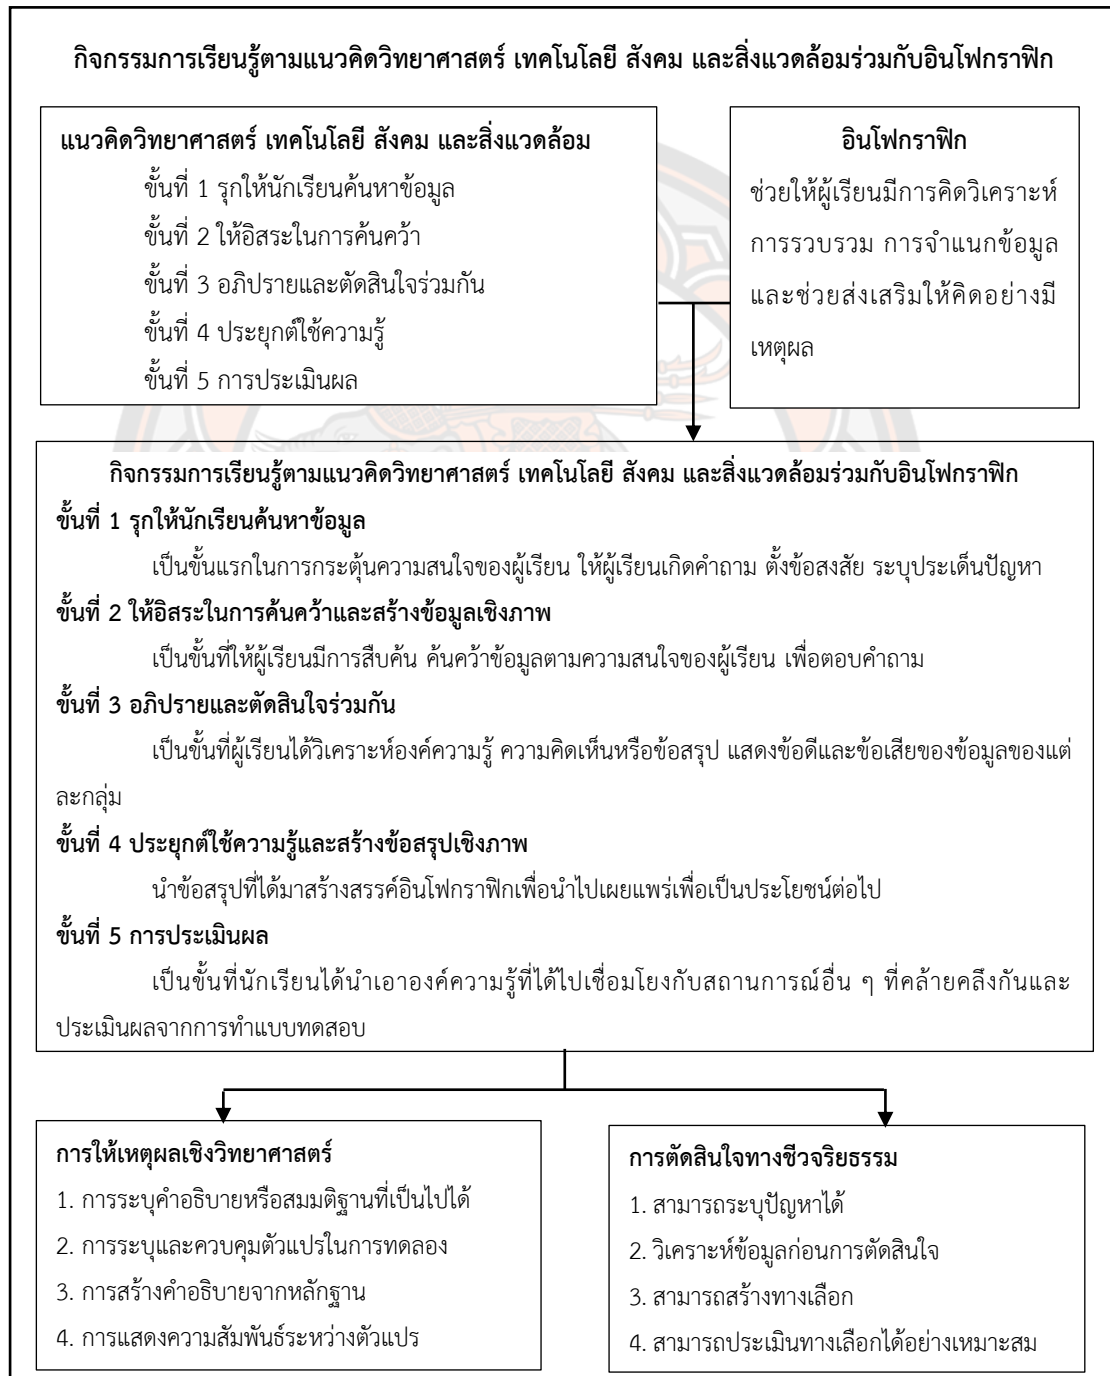 กิจกรรมการเรียนรู้ตามแนวคิดวิทยาศาสตร์ เทคโนโลยี สังคม และสิ่งแวดล้อมร่วมกับอินโฟกราฟิก
แนวคิดวิทยาศาสตร์ เทคโนโลยี สังคม และสิ่งแวดล้อม
ขั้นที่ 1 รุกให้นักเรียนค้นหาข้อมูล
ขั้นที่ 2 ให้อิสระในการค้นคว้า
ขั้นที่ 3 อภิปรายและตัดสินใจร่วมกัน
ขั้นที่ 4 ประยุกต์ใช้ความรู้
ขั้นที่ 5 การประเมินผล
อินโฟกราฟิก
ช่วยให้ผู้เรียนมีการคิดวิเคราะห์
การรวบรวม การจำแนกข้อมูล
และช่วยส่งเสริมให้คิดอย่างมี
เหตุผล
กิจกรรมการเรียนรู้ตามแนวคิดวิทยาศาสตร์ เทคโนโลยี สังคม และสิ่งแวดล้อมร่วมกับอินโฟกราฟิก
ขั้นที่ 1 รุกให้นักเรียนค้นหาข้อมูล
เป็นขั้นแรกในการกระตุ้นความสนใจของผู้เรียน ให้ผู้เรียนเกิดคำถาม ตั้งข้อสงสัย ระบุประเด็นปัญหา
ขั้นที่ 2 ให้อิสระในการค้นคว้าและสร้างข้อมูลเชิงภาพ
เป็นขั้นที่ให้ผู้เรียนมีการสืบค้น ค้นคว้าข้อมูลตามความสนใจของผู้เรียน เพื่อตอบคำถาม
ขั้นที่ 3 อภิปรายและตัดสินใจร่วมกัน
เป็นขั้นที่ผู้เรียนได้วิเคราะห์องค์ความรู้ ความคิดเห็นหรือข้อสรุป แสดงข้อดีและข้อเสียของข้อมูลของแต่
ละกลุ่ม
ขั้นที่ 4 ประยุกต์ใช้ความรู้และสร้างข้อสรุปเชิงภาพ
นำข้อสรุปที่ได้มาสร้างสรรค์อินโฟกราฟิกเพื่อนำไปเผยแพร่เพื่อเป็นประโยชน์ต่อไป
ขั้นที่ 5 การประเมินผล
เป็นขั้นที่นักเรียนได้นำเอาองค์ความรู้ที่ได้ไปเชื่อมโยงกับสถานการณ์อื่น ๆ ที่คล้ายคลึงกันและ
ประเมินผลจากการทำแบบทดสอบ
การให้เหตุผลเชิงวิทยาศาสตร์
1. การระบุคำอธิบายหรือสมมติฐานที่เป็นไปได้
2. การระบุและควบคุมตัวแปรในการทดลอง
3. การสร้างคำอธิบายจากหลักฐาน
4. การแสดงความสัมพันธ์ระหว่างตัวแปร
การตัดสินใจทางชีวจริยธรรม
1. สามารถระบุปัญหาได้
2. วิเคราะห์ข้อมูลก่อนการตัดสินใจ
3. สามารถสร้างทางเลือก
4. สามารถประเมินทางเลือกได้อย่างเหมาะสม